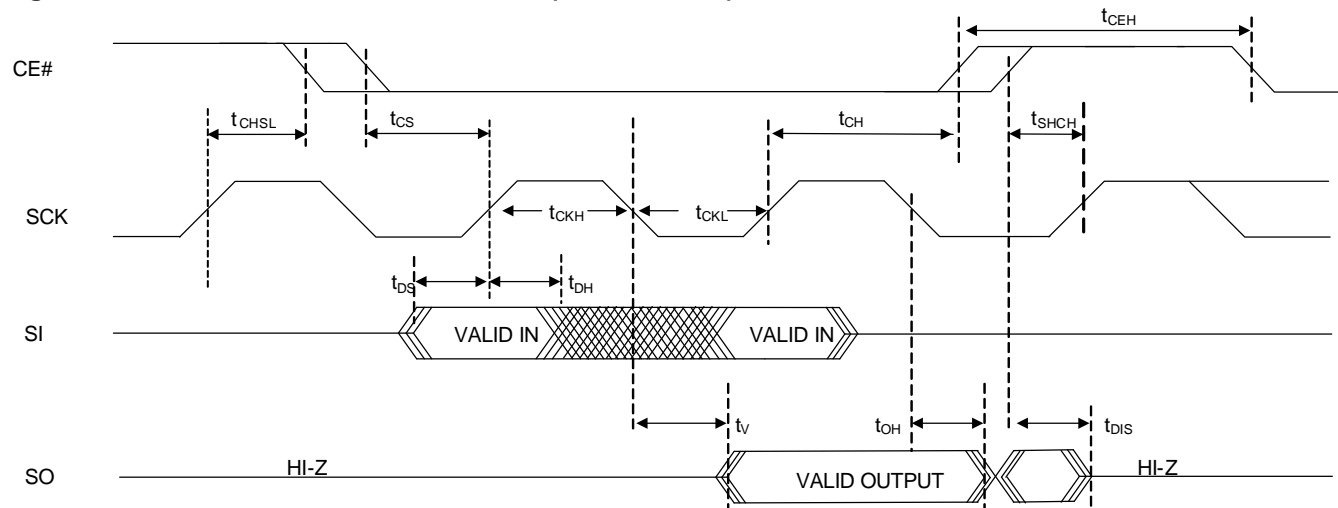 tCEH
CE#
tCHSL
tCS
tCH
tSHCH
SCK
tCKH
tCKL
tDS
tDH
SI
VALID IN
VALID IN
tV
tOH
tDIS
SO
HI-Z
VALID OUTPUT
HI-Z